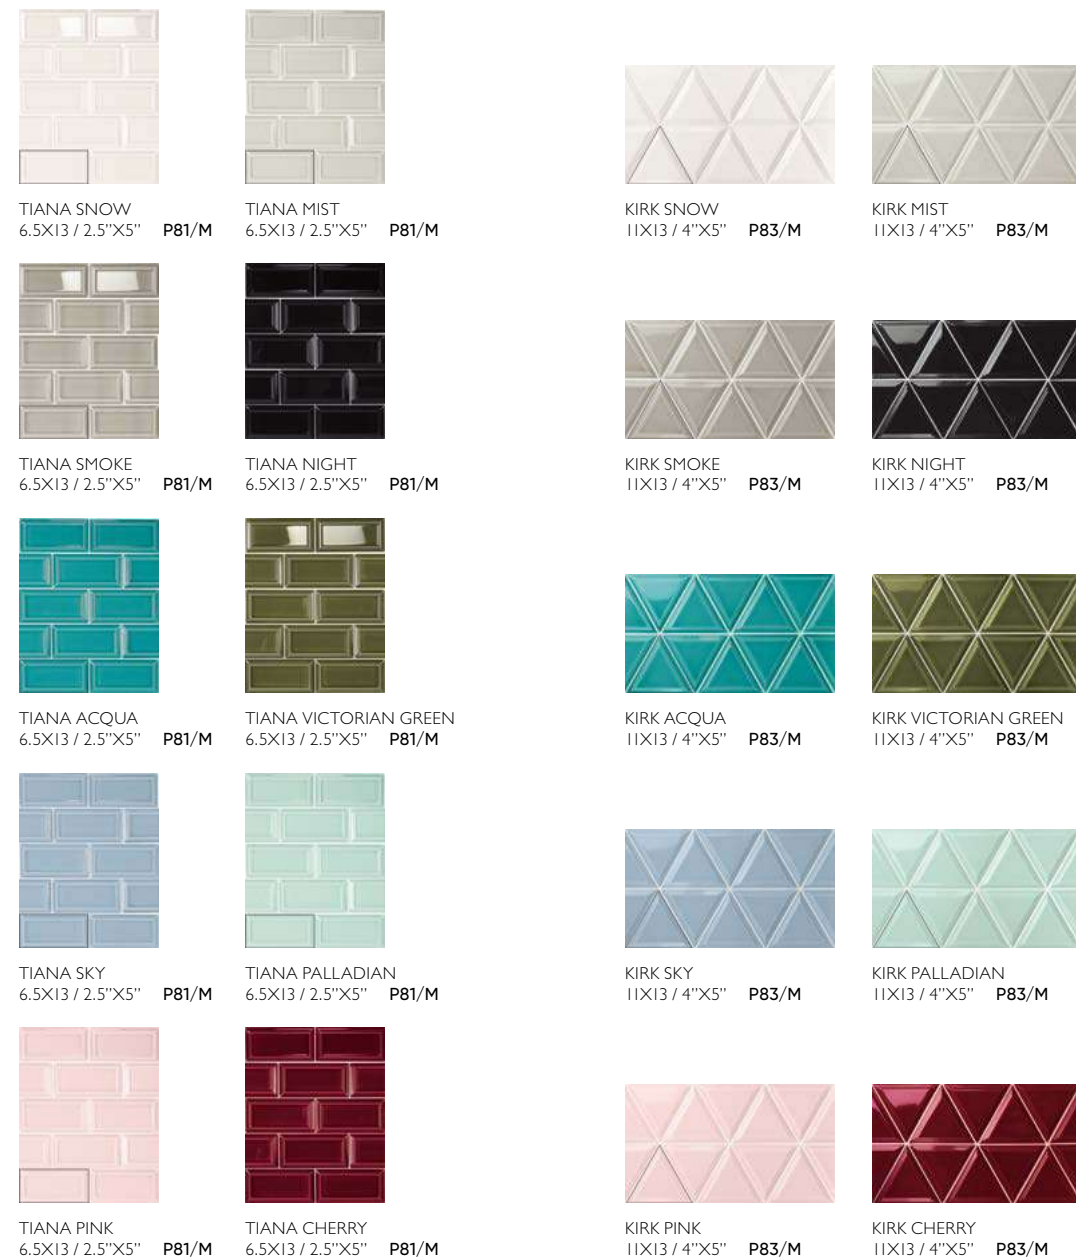 TIANA SNOW
6.5X13 / 2.5”X5” P81/M
TIANA MIST
6.5X13 / 2.5”X5” P81/M
KIRK SNOW
11X13 / 4”X5” P83/M
KIRK MIST
11X13 / 4”X5” P83/M
TIANA SMOKE
6.5X13 / 2.5”X5” P81/M
TIANA NIGHT
6.5X13 / 2.5”X5” P81/M
KIRK SMOKE
11X13 / 4”X5” P83/M
KIRK NIGHT
11X13 / 4”X5” P83/M
TIANA ACQUA
6.5X13 / 2.5”X5” P81/M
TIANA VICTORIAN GREEN
6.5X13 / 2.5”X5” P81/M
KIRK ACQUA
11X13 / 4”X5” P83/M
KIRK VICTORIAN GREEN
11X13 / 4”X5” P83/M
TIANA SKY
6.5X13 / 2.5”X5” P81/M
TIANA PALLADIAN
6.5X13 / 2.5”X5” P81/M
KIRK SKY
11X13 / 4”X5” P83/M
KIRK PALLADIAN
11X13 / 4”X5” P83/M
TIANA PINK
6.5X13 / 2.5”X5” P81/M
TIANA CHERRY
6.5X13 / 2.5”X5” P81/M
KIRK PINK
11X13 / 4”X5” P83/M
KIRK CHERRY
11X13 / 4”X5” P83/M